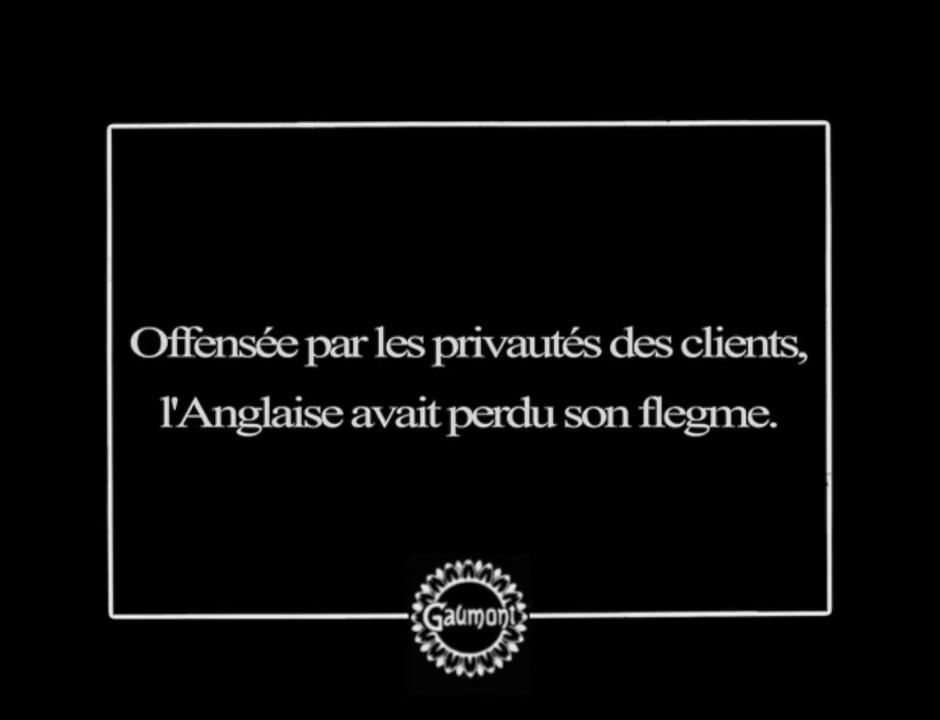 Offensée par les privautés des clients,
l'Anglaise avait perdu son flegme.
Gaumont